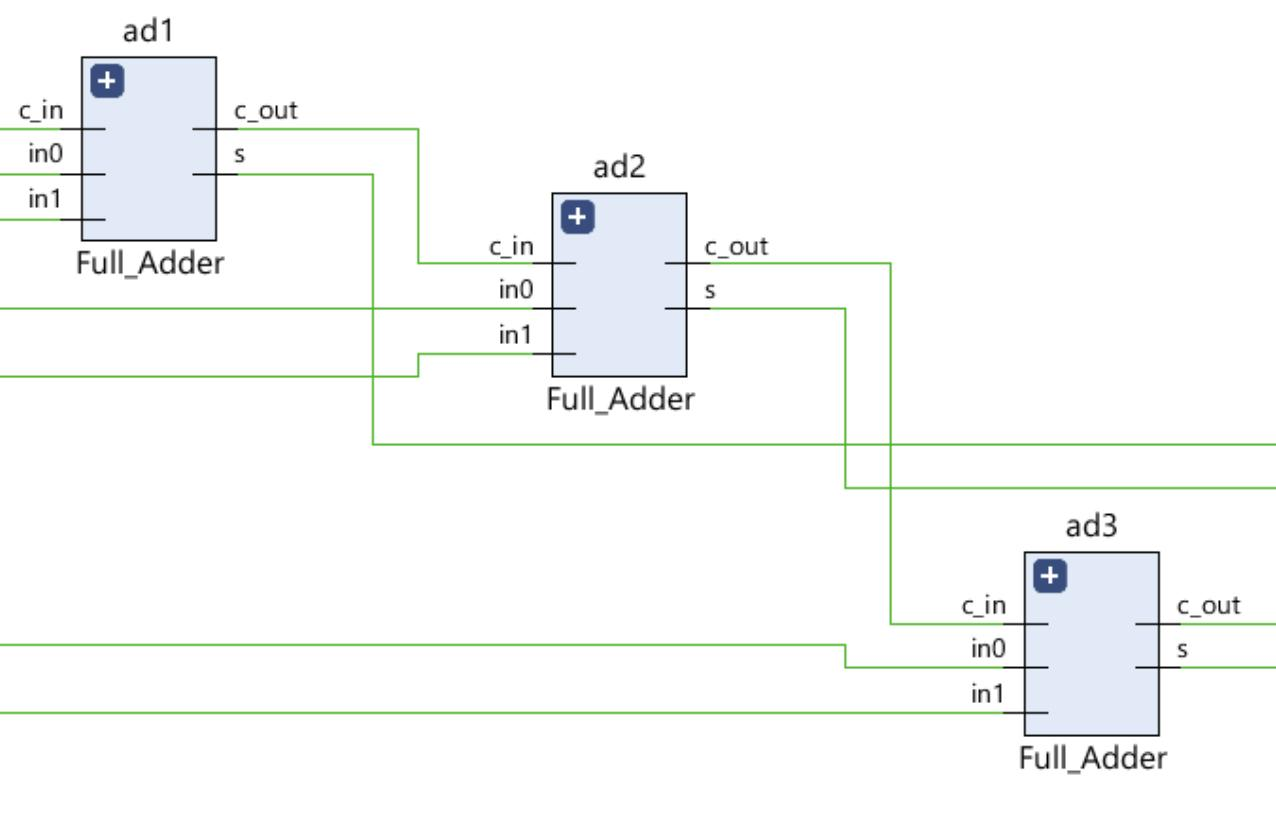 ad1
c_in
c_out
in0
s
in1
Full_Adder
ad2
c_in
c_out
in0
s
in1
Full_Adder
ad3
c_in
c_out
in0
s
in1
Full_Adder